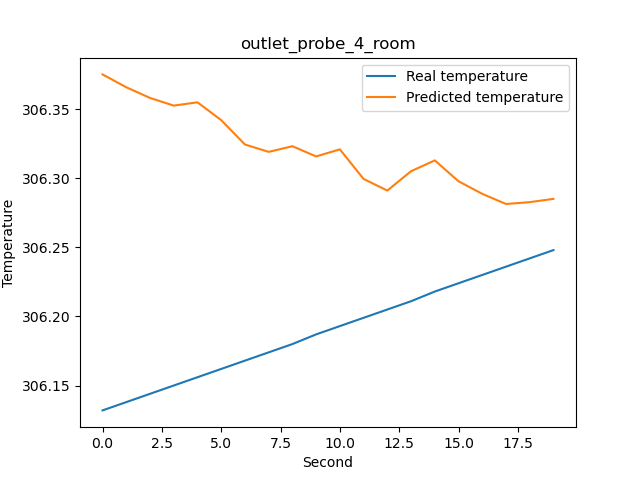 outlet_probe_4_room
Real temperature
Predicted temperature
306.35
306.30
306.25
306.20
306.15
Temperature
0.0 2.5 5.0 7.5 10.0 12.5 15.0 17.5
Second